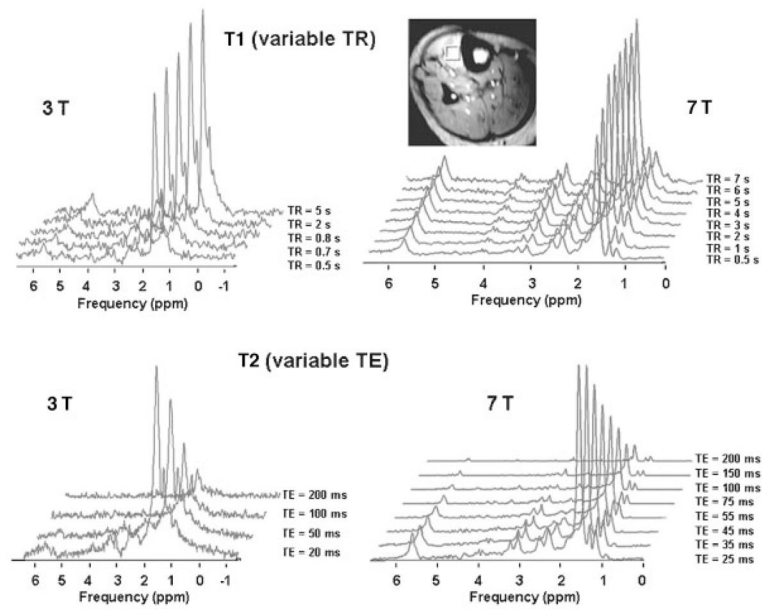 T1 (variable TR)
3 T
7 T
TR = 5 s
TR = 2 s
TR = 0.8 s
TR = 0.7 s
TR = 0.5 s
6 5 4 3 2 1 0 -1
Frequency (ppm)
TR = 7 s
TR = 6 s
TR = 5 s
TR = 4 s
TR = 3 s
TR = 2 s
TR = 1 s
TR = 0.5 s
6 5 4 3 2 1 0
Frequency (ppm)
T2 (variable TE)
3 T
7 T
TE = 200 ms
TE = 100 ms
TE = 50 ms
TE = 20 ms
6 5 4 3 2 1 0 -1
Frequency (ppm)
TE = 200 ms
TE = 150 ms
TE = 100 ms
TE = 75 ms
TE = 55 ms
TE = 45 ms
TE = 35 ms
TE = 25 ms
6 5 4 3 2 1 0
Frequency (ppm)